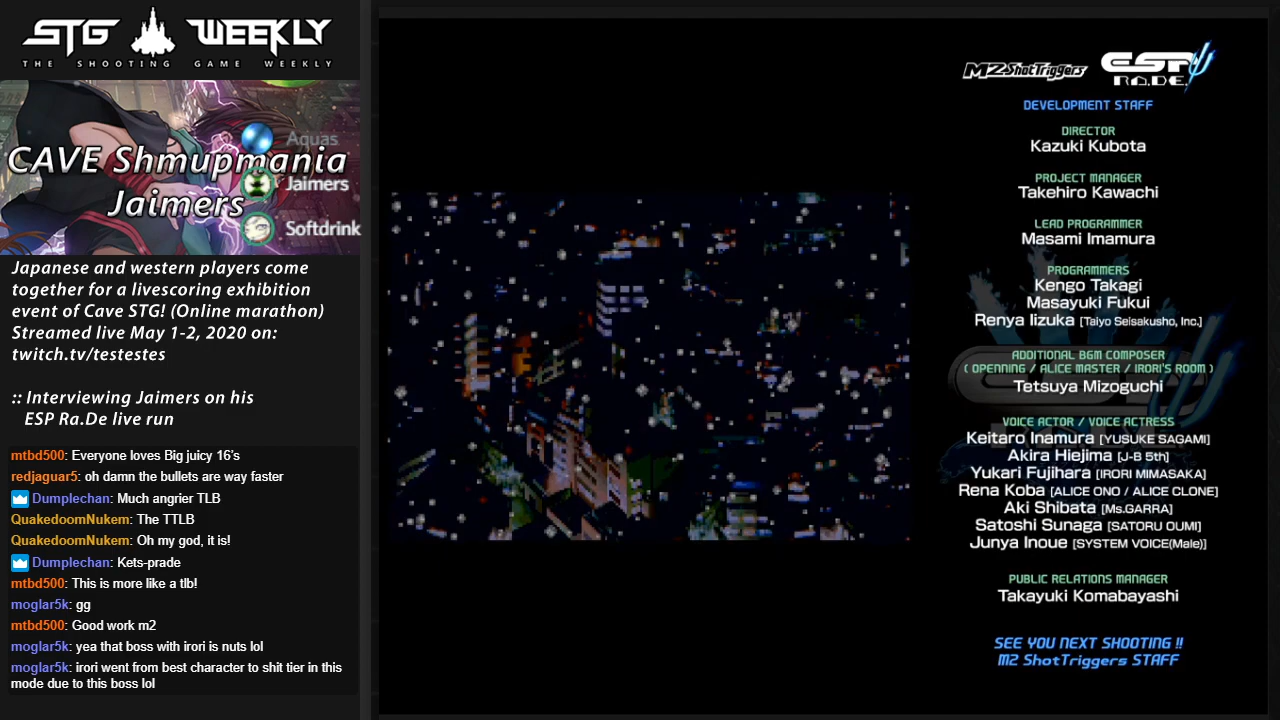 STG WEEKLY
THE SHOOTING GAME WEEKLY
CAVE Shmupmania
Jaimers
Aquas
Jaimers
Softdrink
Japanese and western players come
together for a livescoring exhibition
event of Cave STG! (Online marathon)
Streamed live May 1-2, 2020 on:
twitch.tv/testestes
:: Interviewing Jaimers on his
ESP Ra.De live run
mtbd500: Everyone loves Big juicy 16's
redjaguar5: oh damn the bullets are way faster
Dumplechan: Much angrier TLB
QuakedoomNukem: The TTLB
QuakedoomNukem: Oh my god, it is!
Dumplechan: Kets-prade
mtbd500: This is more like a tlb!
moglar5k: gg
mtbd500: Good work m2
moglar5k: yea that boss with irori is nuts lol
moglar5k: irori went from best character to shit tier in this
mode due to this boss lol
M2 ShotTriggers
ESP
RA.DE.
DEVELOPMENT STAFF
DIRECTOR
Kazuki Kubota
PROJECT MANAGER
Takehiro Kawachi
LEAD PROGRAMMER
Masami Imamura
PROGRAMMERS
Kengo Takagi
Masayuki Fukui
Renya Iizuka [Taiyo Seisakusho, Inc.]
ADDITIONAL BGM COMPOSER
( OPENNING / ALICE MASTER / IRORI'S ROOM )
Tetsuya Mizoguchi
VOICE ACTOR / VOICE ACTRESS
Keitaro Inamura [YUSUKE SAGAMI]
Akira Hiejima [J-B 5th]
Yukari Fujihara [IRORI MIMASAKA]
Rena Koba [ALICE ONO / ALICE CLONE]
Aki Shibata [Ms.GARRA]
Satoshi Sunaga [SATORU OUMI]
Junya Inoue [SYSTEM VOICE(Male)]
PUBLIC RELATIONS MANAGER
Takayuki Komabayashi
SEE YOU NEXT SHOOTING !!
M2 ShotTriggers STAFF